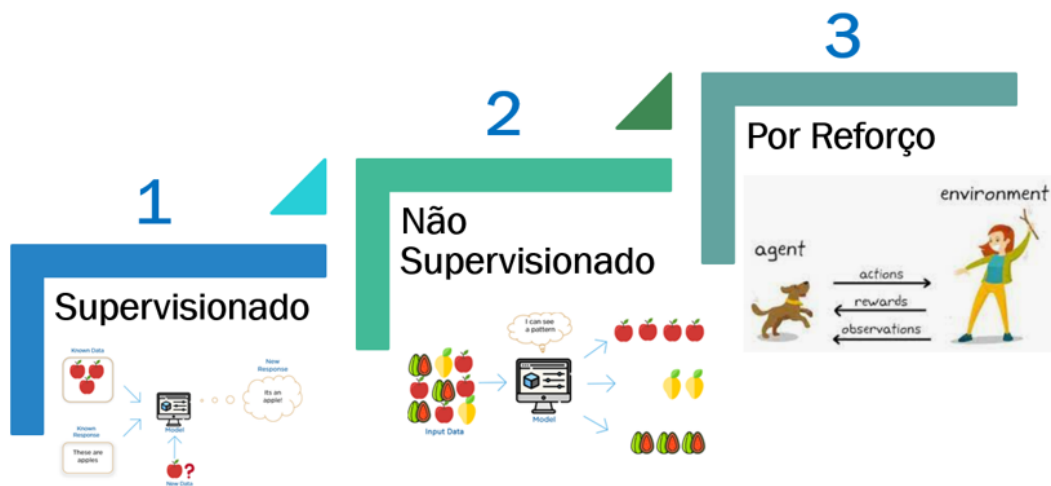 1
Supervisionado
Known Data
Known
Response
These are
apples
Model
New Data
?
New
Response
Its an
apple!
2
Não
Supervisionado
I can see
a pattern
Input Data
Model
3
Por Reforço
environment
agent
actions
rewards
observations